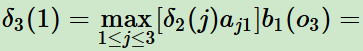 δ₃(1) = max_{1≤j≤3}[δ₂(j)a_{j1}]b₁(o₃) =